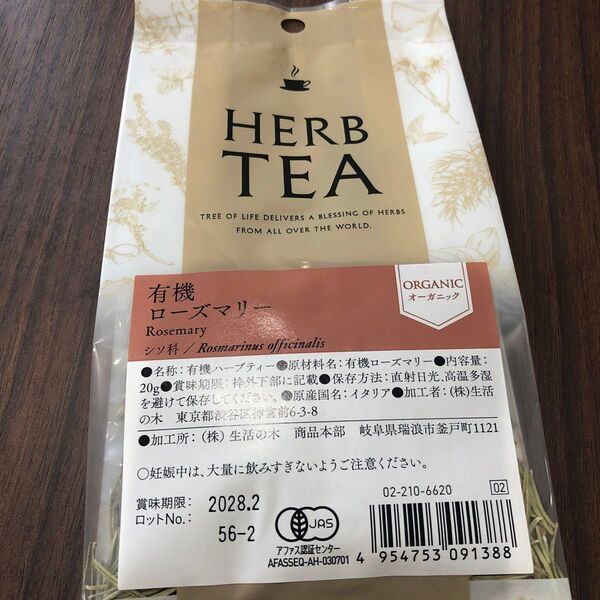 HERB
TEA
TREE OF LIFE DELIVERS A BLESSING OF HERBS
FROM ALL OVER THE WORLD.
有機
ローズマリー
Rosemary
シソ科 / Rosmarinus officinalis
ORGANIC
オーガニック
●名称: 有機ハーブティー ●原材料名: 有機ローズマリー ●内容量:
20g ●賞味期限: 枠外下部に記載 ●保存方法: 直射日光、高温多湿
を避けて保存してください。 ●原産国名: イタリア ●加工者: (株)生活
の木 東京都渋谷区神宮前6-3-8
●加工所: (株)生活の木 商品本部 岐阜県瑞浪市釜戸町1121
○妊娠中は、大量に飲みすぎないようご注意ください。
賞味期限: 2028.2
ロットNo.: 56-2
JAS
アファス認証センター
AFASSEQ-AH-030701
02-210-6620 02
4 954753 091388